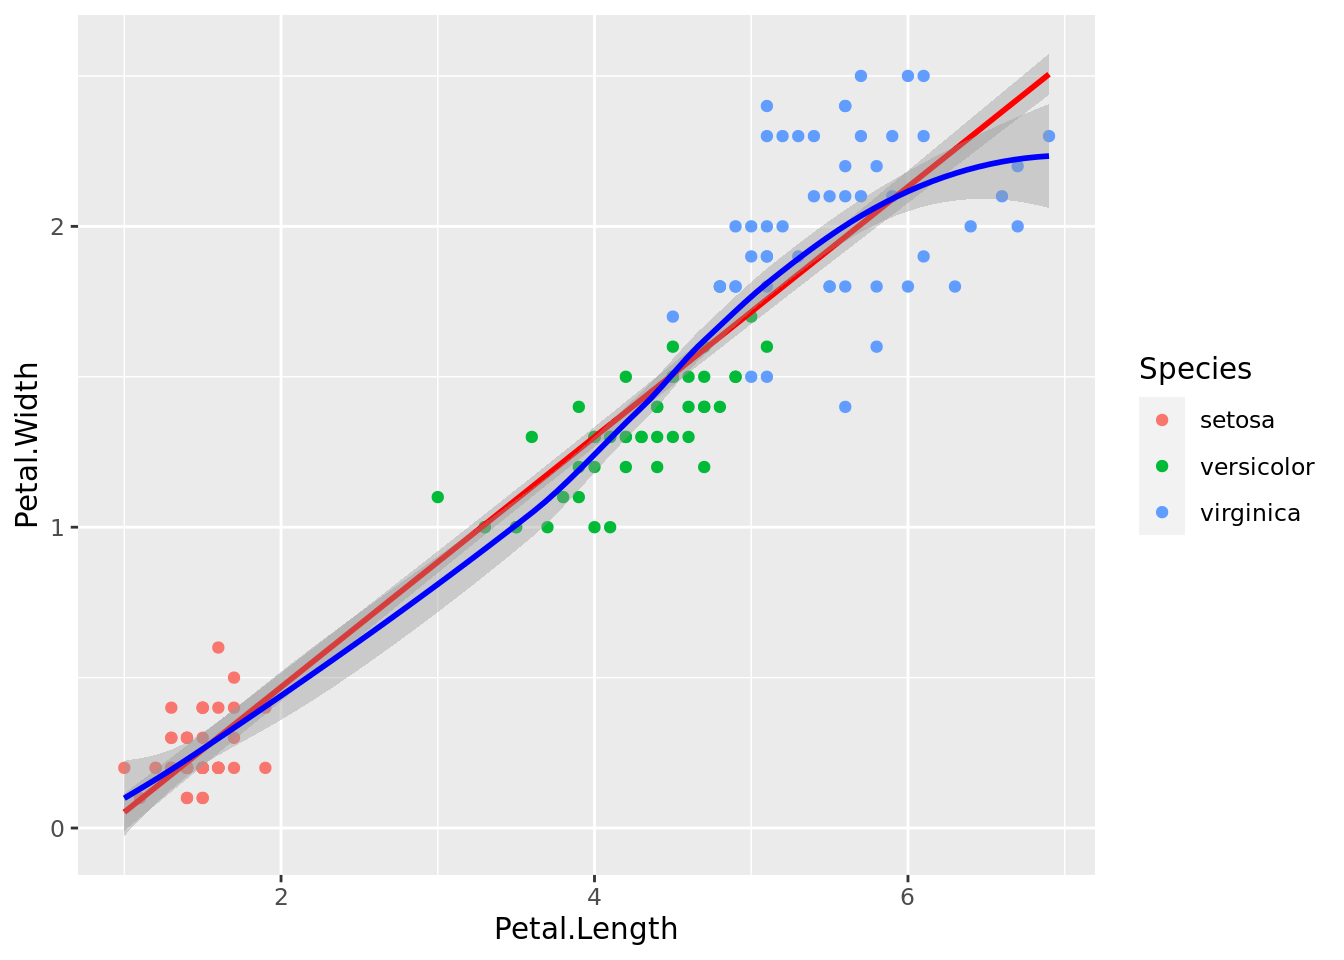 2
1
0
Petal.Width
2
4
6
Petal.Length
Species
setosa
versicolor
virginica